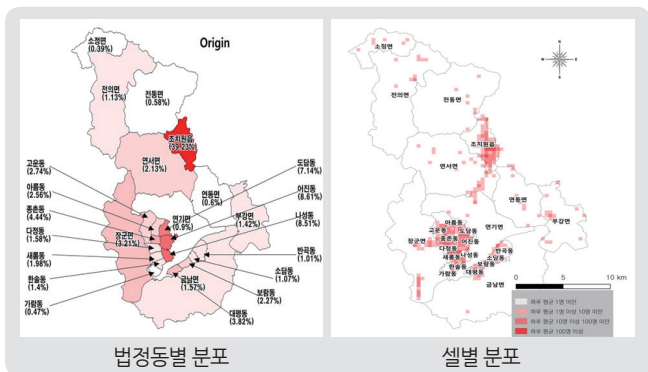 Origin
소정면
(0.39%)
전의면
(1.13%)
전동면
(0.58%)
조치원읍
(39.23%)
연서면
(2.13%)
고운동
(2.74%)
아름동
(2.56%)
종촌동
(4.44%)
다정동
(1.58%)
새롬동
(1.98%)
한솔동
(1.4%)
가람동
(0.47%)
장군면
(3.21%)
연기면
(0.9%)
연동면
(0.6%)
부강면
(1.42%)
금남면
(1.57%)
도담동
(7.14%)
어진동
(8.61%)
나성동
(8.51%)
반곡동
(1.01%)
소담동
(1.07%)
보람동
(2.27%)
대평동
(3.82%)
법정동별 분포
소정면
전의면
전동면
조치원읍
연서면
연동면
연기면
부강면
장군면
아름동
고운동 도담동
종촌동
어진동
다정동
새롬동 나성동
반곡동
소담동
한솔동
보람동
가람동
대평동
금남면
0 5 10 km
하루 평균 1명 미만
하루 평균 1명 이상 10명 미만
하루 평균 10명 이상 100명 미만
하루 평균 100명 이상
셀별 분포